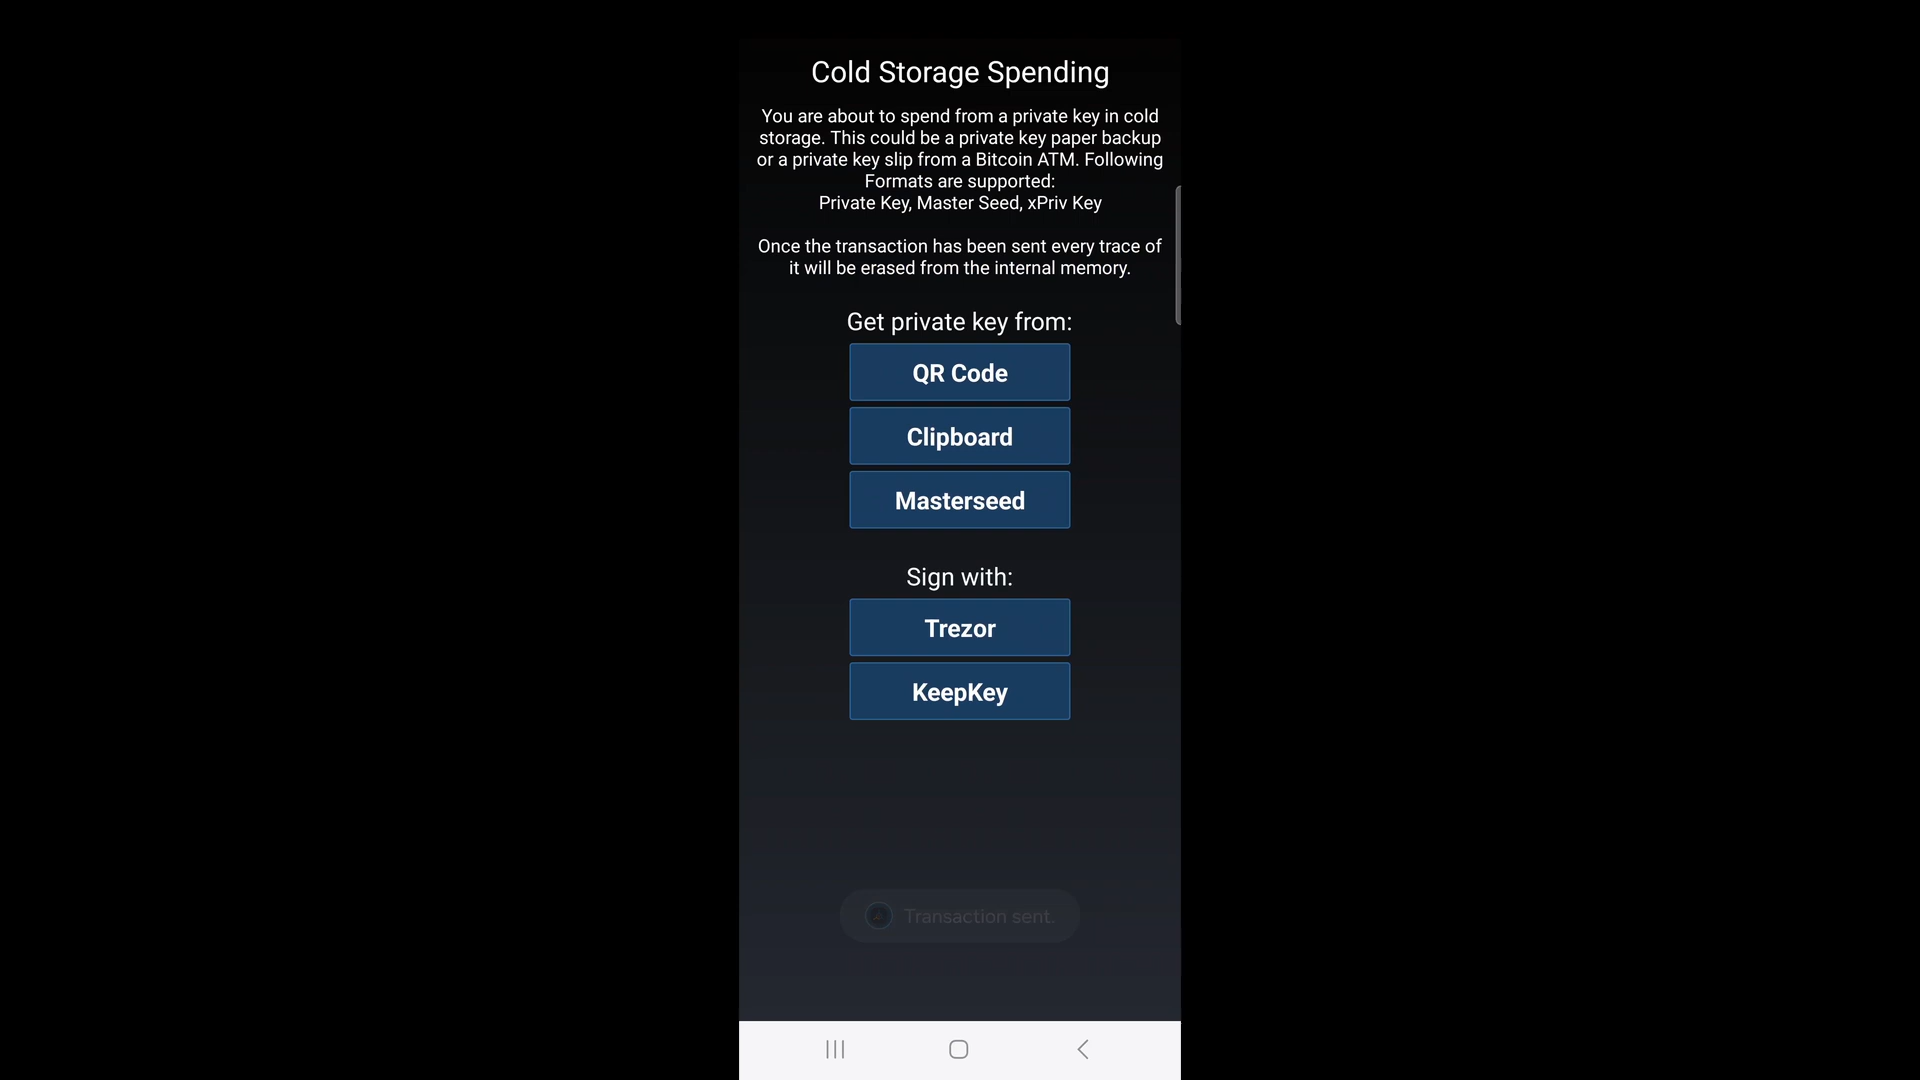 Cold Storage Spending
You are about to spend from a private key in cold
storage. This could be a private key paper backup
or a private key slip from a Bitcoin ATM. Following
Formats are supported:
Private Key, Master Seed, xPriv Key
Once the transaction has been sent every trace of
it will be erased from the internal memory.
Get private key from:
QR Code
Clipboard
Masterseed
Sign with:
Trezor
KeepKey
Transaction sent.